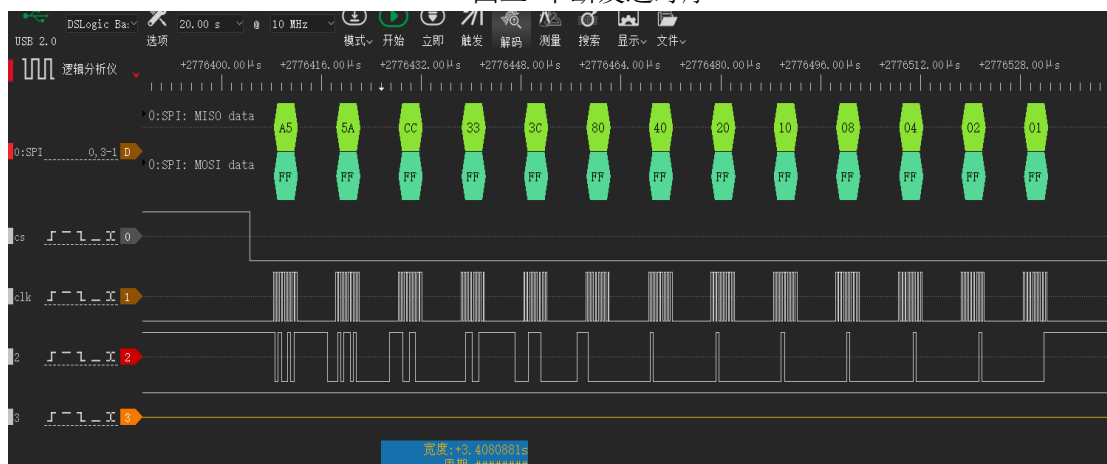 DSLogic Ba: 20.00 s @ 10 MHz
USB 2.0 选项 模式 开始 立即 触发 解码 测量 搜索 显示 文件
逻辑分析仪 +2776400.00μs +2776416.00μs +2776432.00μs +2776448.00μs +2776464.00μs +2776480.00μs +2776496.00μs +2776512.00μs +2776528.00μs
0:SPI: MISO data
A5 5A CC 33 3C 80 40 20 10 08 04 02 01
0:SPI 0,3-1 D
0:SPI: MOSI data
FF FF FF FF FF FF FF FF FF FF FF FF FF
cs 0
clk 1
2 2
3 3
宽度:+3.4080881s